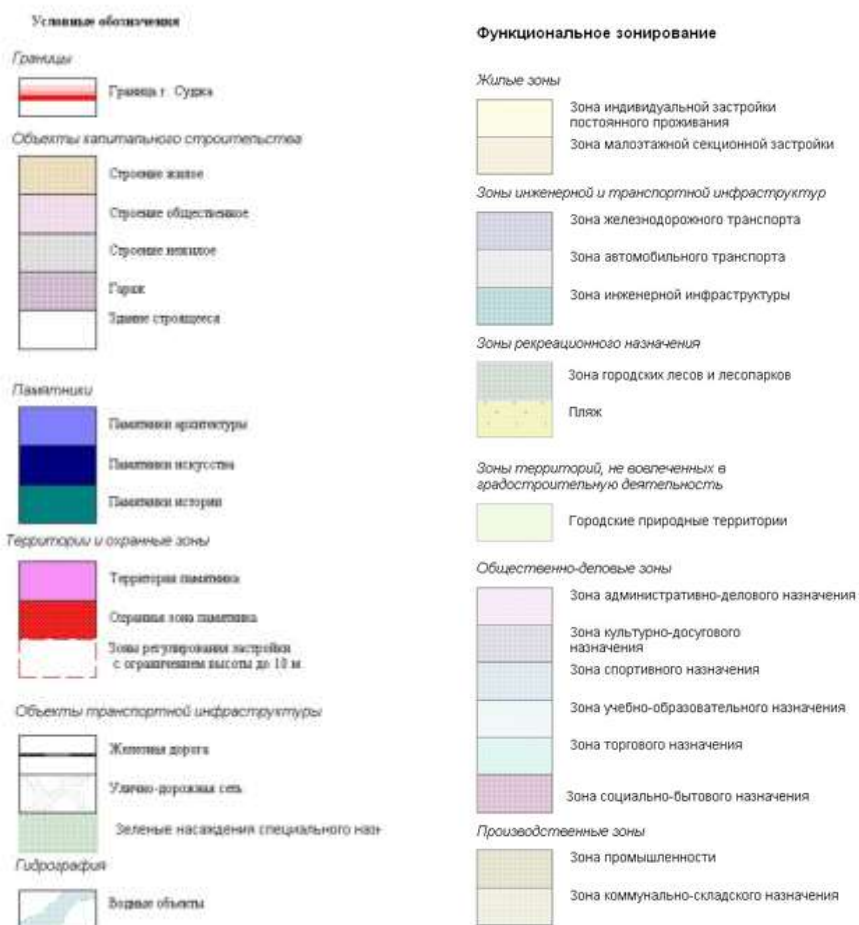 Условные обозначения
Границы
Граница г. Суджа
Объекты капитального строительства
Строение жилое
Строение общественное
Строение нежилое
Гараж
Здание строящееся
Памятники
Памятники архитектуры
Памятники искусства
Памятники истории
Территории и охранные зоны
Территория памятника
Охранная зона памятника
Зоны регулирования застройки
с ограничением высоты до 10 м.
Объекты транспортной инфраструктуры
Железная дорога
Улично-дорожная сеть
Зеленые насаждения специального назн
Гидрография
Водные объекты
Функциональное зонирование
Жилые зоны
Зона индивидуальной застройки
постоянного проживания
Зона малоэтажной секционной застройки
Зоны инженерной и транспортной инфраструктур
Зона железнодорожного транспорта
Зона автомобильного транспорта
Зона инженерной инфраструктуры
Зоны рекреационного назначения
Зона городских лесов и лесопарков
Пляж
Зоны территорий, не вовлеченных в
градостроительную деятельность
Городские природные территории
Общественно-деловые зоны
Зона административно-делового назначения
Зона культурно-досугового
назначения
Зона спортивного назначения
Зона учебно-образовательного назначения
Зона торгового назначения
Зона социально-бытового назначения
Производственные зоны
Зона промышленности
Зона коммунально-складского назначения